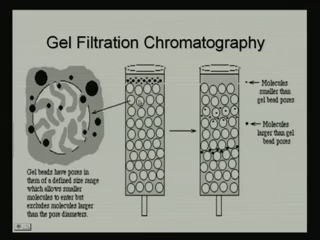 Gel Filtration Chromatography
Molecules
smaller than
gel bead pores
Molecules
larger than gel
bead pores
Gel beads have pores in
them of a defined size range
which allows smaller
molecules to enter but
excludes molecules larger
than the pore diameters.